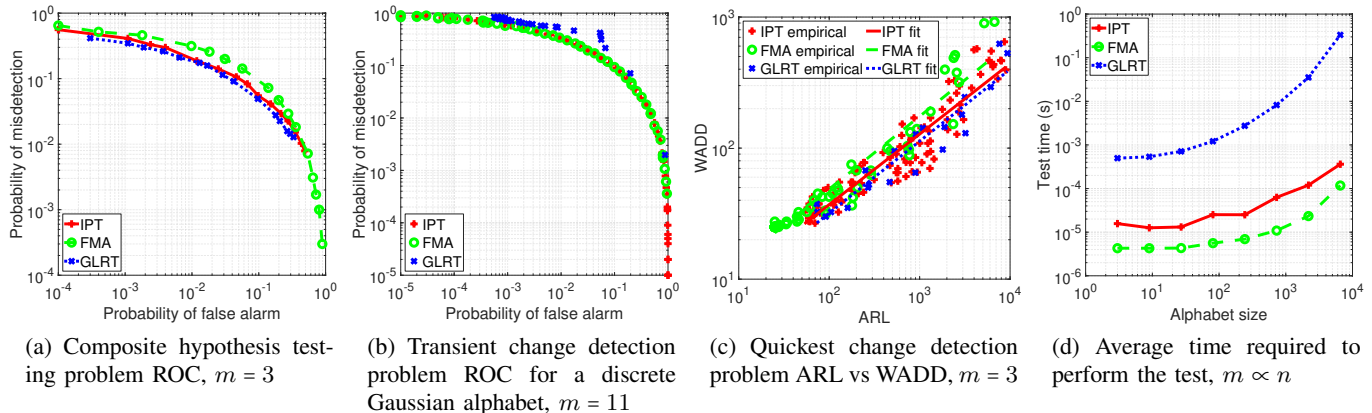 10^0
10^-1
10^-2
10^-3
10^-4
10^-4
10^-3
10^-2
10^-1
10^0
Probability of misdetection
Probability of false alarm
IPT
FMA
GLRT
10^0
10^-1
10^-2
10^-3
10^-4
10^-5
10^-5
10^-4
10^-3
10^-2
10^-1
10^0
Probability of misdetection
Probability of false alarm
IPT
FMA
GLRT
10^3
10^2
10^1
10^1
10^2
10^3
10^4
WADD
ARL
IPT empirical
FMA empirical
GLRT empirical
IPT fit
FMA fit
GLRT fit
10^0
10^-1
10^-2
10^-3
10^-4
10^-5
10^-6
10^0
10^1
10^2
10^3
10^4
Test time (s)
Alphabet size
IPT
FMA
GLRT
(a) Composite hypothesis test-
ing problem ROC, m = 3
(b) Transient change detection
problem ROC for a discrete
Gaussian alphabet, m = 11
(c) Quickest change detection
problem ARL vs WADD, m = 3
(d) Average time required to
perform the test, m ∝ n